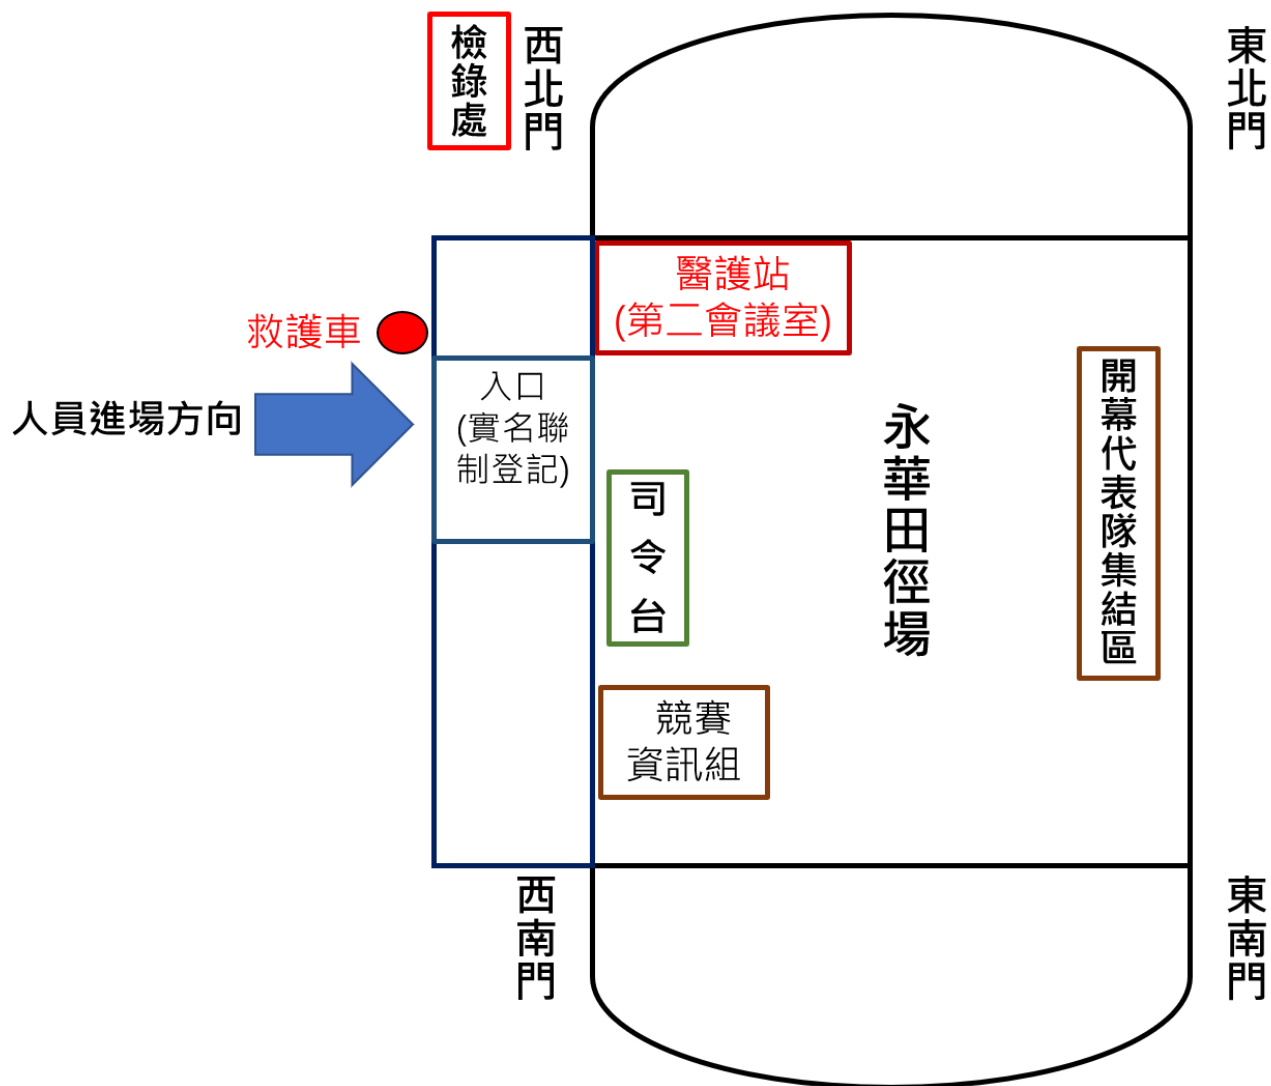 檢錄處
西北門
東北門
醫護站
(第二會議室)
救護車
人員進場方向
入口
(實名聯
制登記)
司令台
永華田徑場
開幕代表隊集結區
競賽
資訊組
西南門
東南門